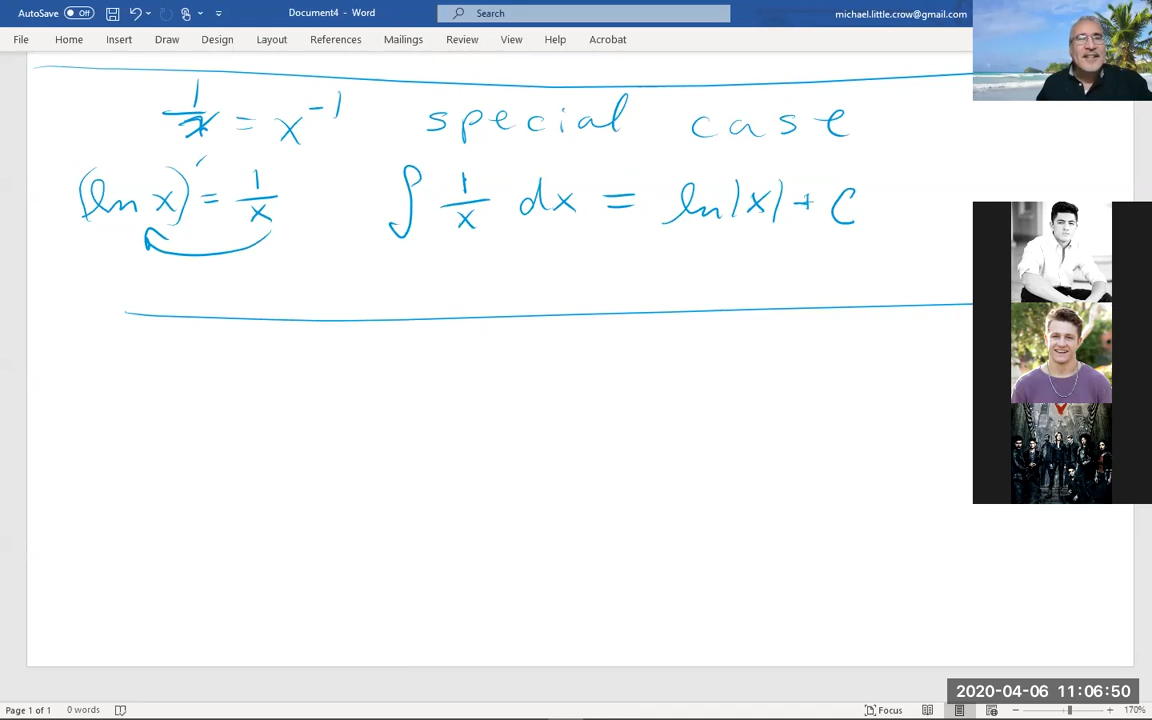 AutoSave Off Document4 - Word Search michael.little.crow@gmail.com
File Home Insert Draw Design Layout References Mailings Review View Help Acrobat
1/x = x^-1 special case
(ln x)' = 1/x ∫ 1/x dx = ln|x| + C
2020-04-06 11:06:50
Page 1 of 1 0 words Focus 170%